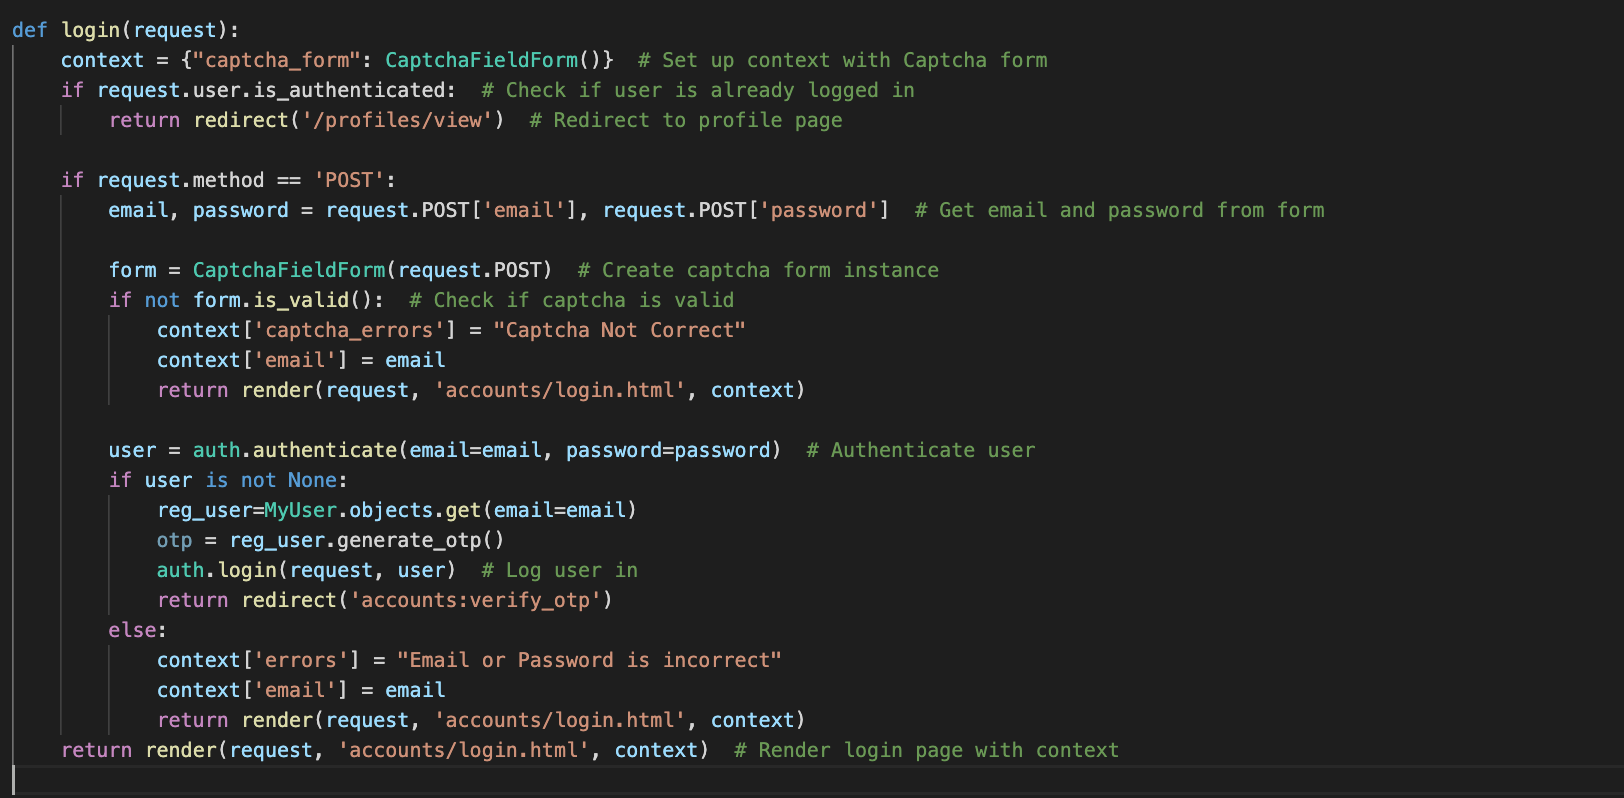 def login(request):
    context = {"captcha_form": CaptchaFieldForm()}  # Set up context with Captcha form
    if request.user.is_authenticated:  # Check if user is already logged in
        return redirect('/profiles/view')  # Redirect to profile page

    if request.method == 'POST':
        email, password = request.POST['email'], request.POST['password']  # Get email and password from form

        form = CaptchaFieldForm(request.POST)  # Create captcha form instance
        if not form.is_valid():  # Check if captcha is valid
            context['captcha_errors'] = "Captcha Not Correct"
            context['email'] = email
            return render(request, 'accounts/login.html', context)

        user = auth.authenticate(email=email, password=password)  # Authenticate user
        if user is not None:
            reg_user=MyUser.objects.get(email=email)
            otp = reg_user.generate_otp()
            auth.login(request, user)  # Log user in
            return redirect('accounts:verify_otp')
        else:
            context['errors'] = "Email or Password is incorrect"
            context['email'] = email
            return render(request, 'accounts/login.html', context)
    return render(request, 'accounts/login.html', context)  # Render login page with context